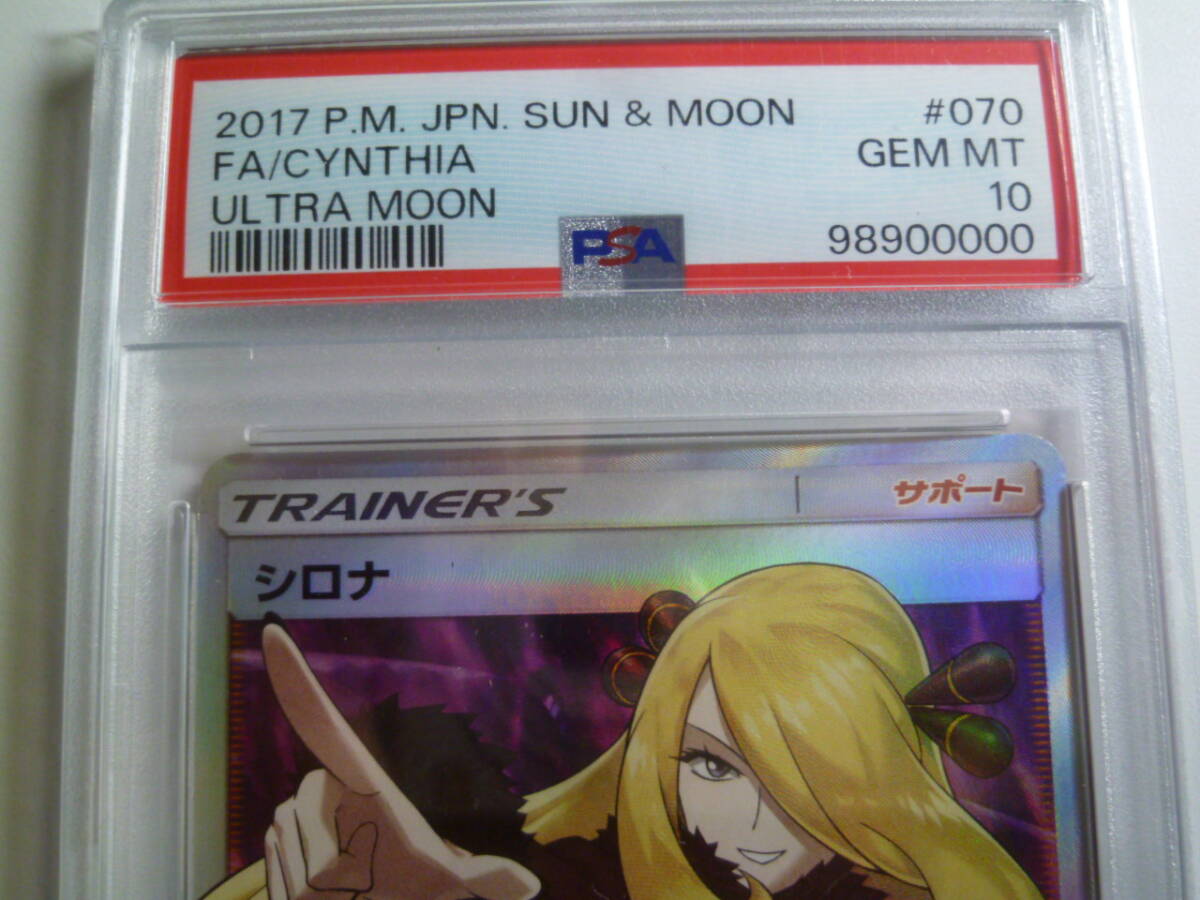 2017 P.M. JPN. SUN & MOON #070
FA/CYNTHIA GEM MT
ULTRA MOON 10
PSA 98900000
TRAINER'S サポート
シロナ